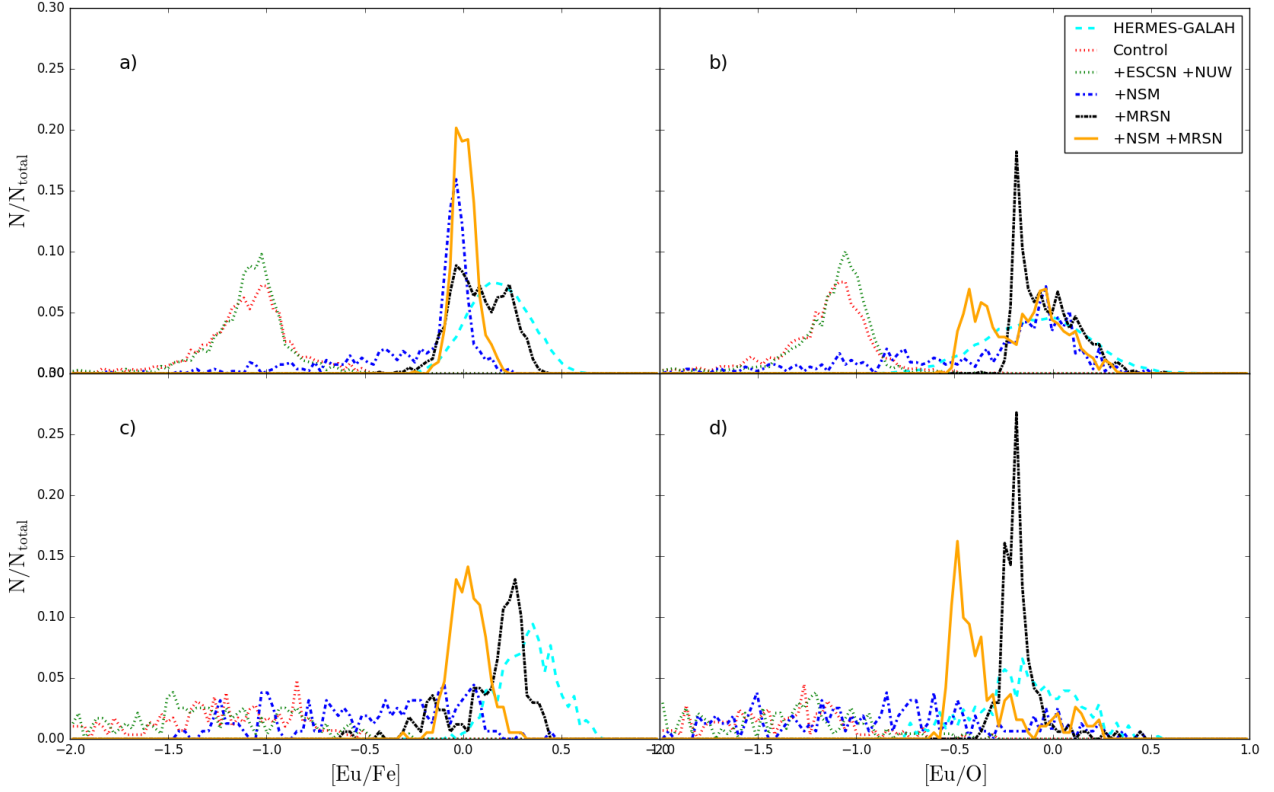 0.30
0.25
0.20
0.15
0.10
0.05
0.00
N/N_total
a)
b)
HERMES-GALAH
Control
+ESCSN +NUW
+NSM
+MRSN
+NSM +MRSN
0.30
0.25
0.20
0.15
0.10
0.05
0.00
N/N_total
c)
d)
−2.0 −1.5 −1.0 −0.5 0.0 0.5
−1.5 −1.0 −0.5 0.0 0.5 1.0
[Eu/Fe]
[Eu/O]